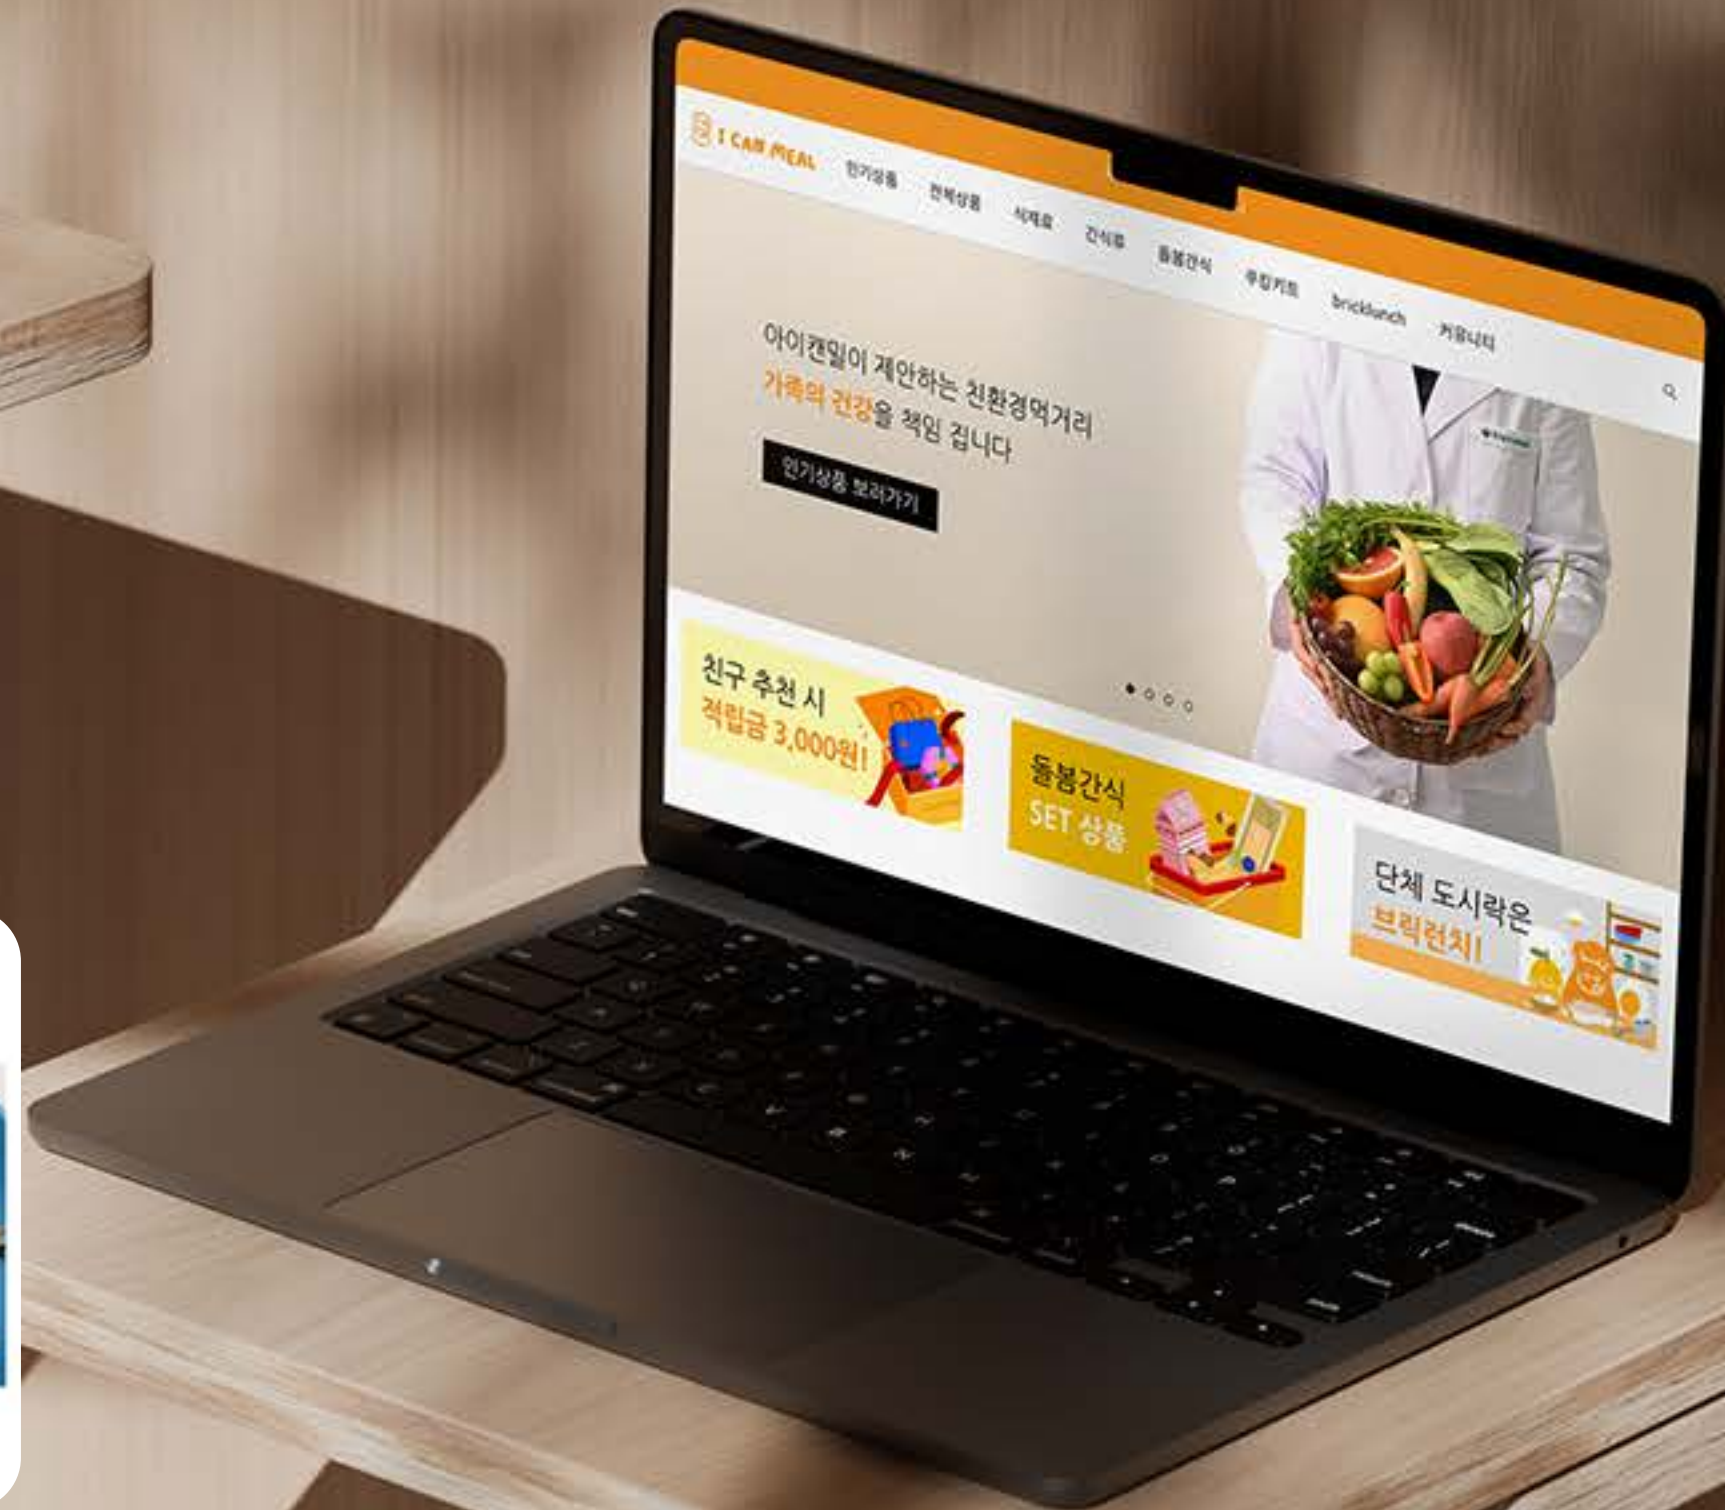 I CAN MEAL
인기상품 전체상품 식재료 간식류 돌봄간식 쿠킹키트 bricklunch 커뮤니티
아이캔밀이 제안하는 친환경먹거리
가족의 건강을 책임 집니다
인기상품 보러가기
친구 추천 시
적립금 3,000원!
돌봄간식
SET 상품
단체 도시락은
브릭런치!